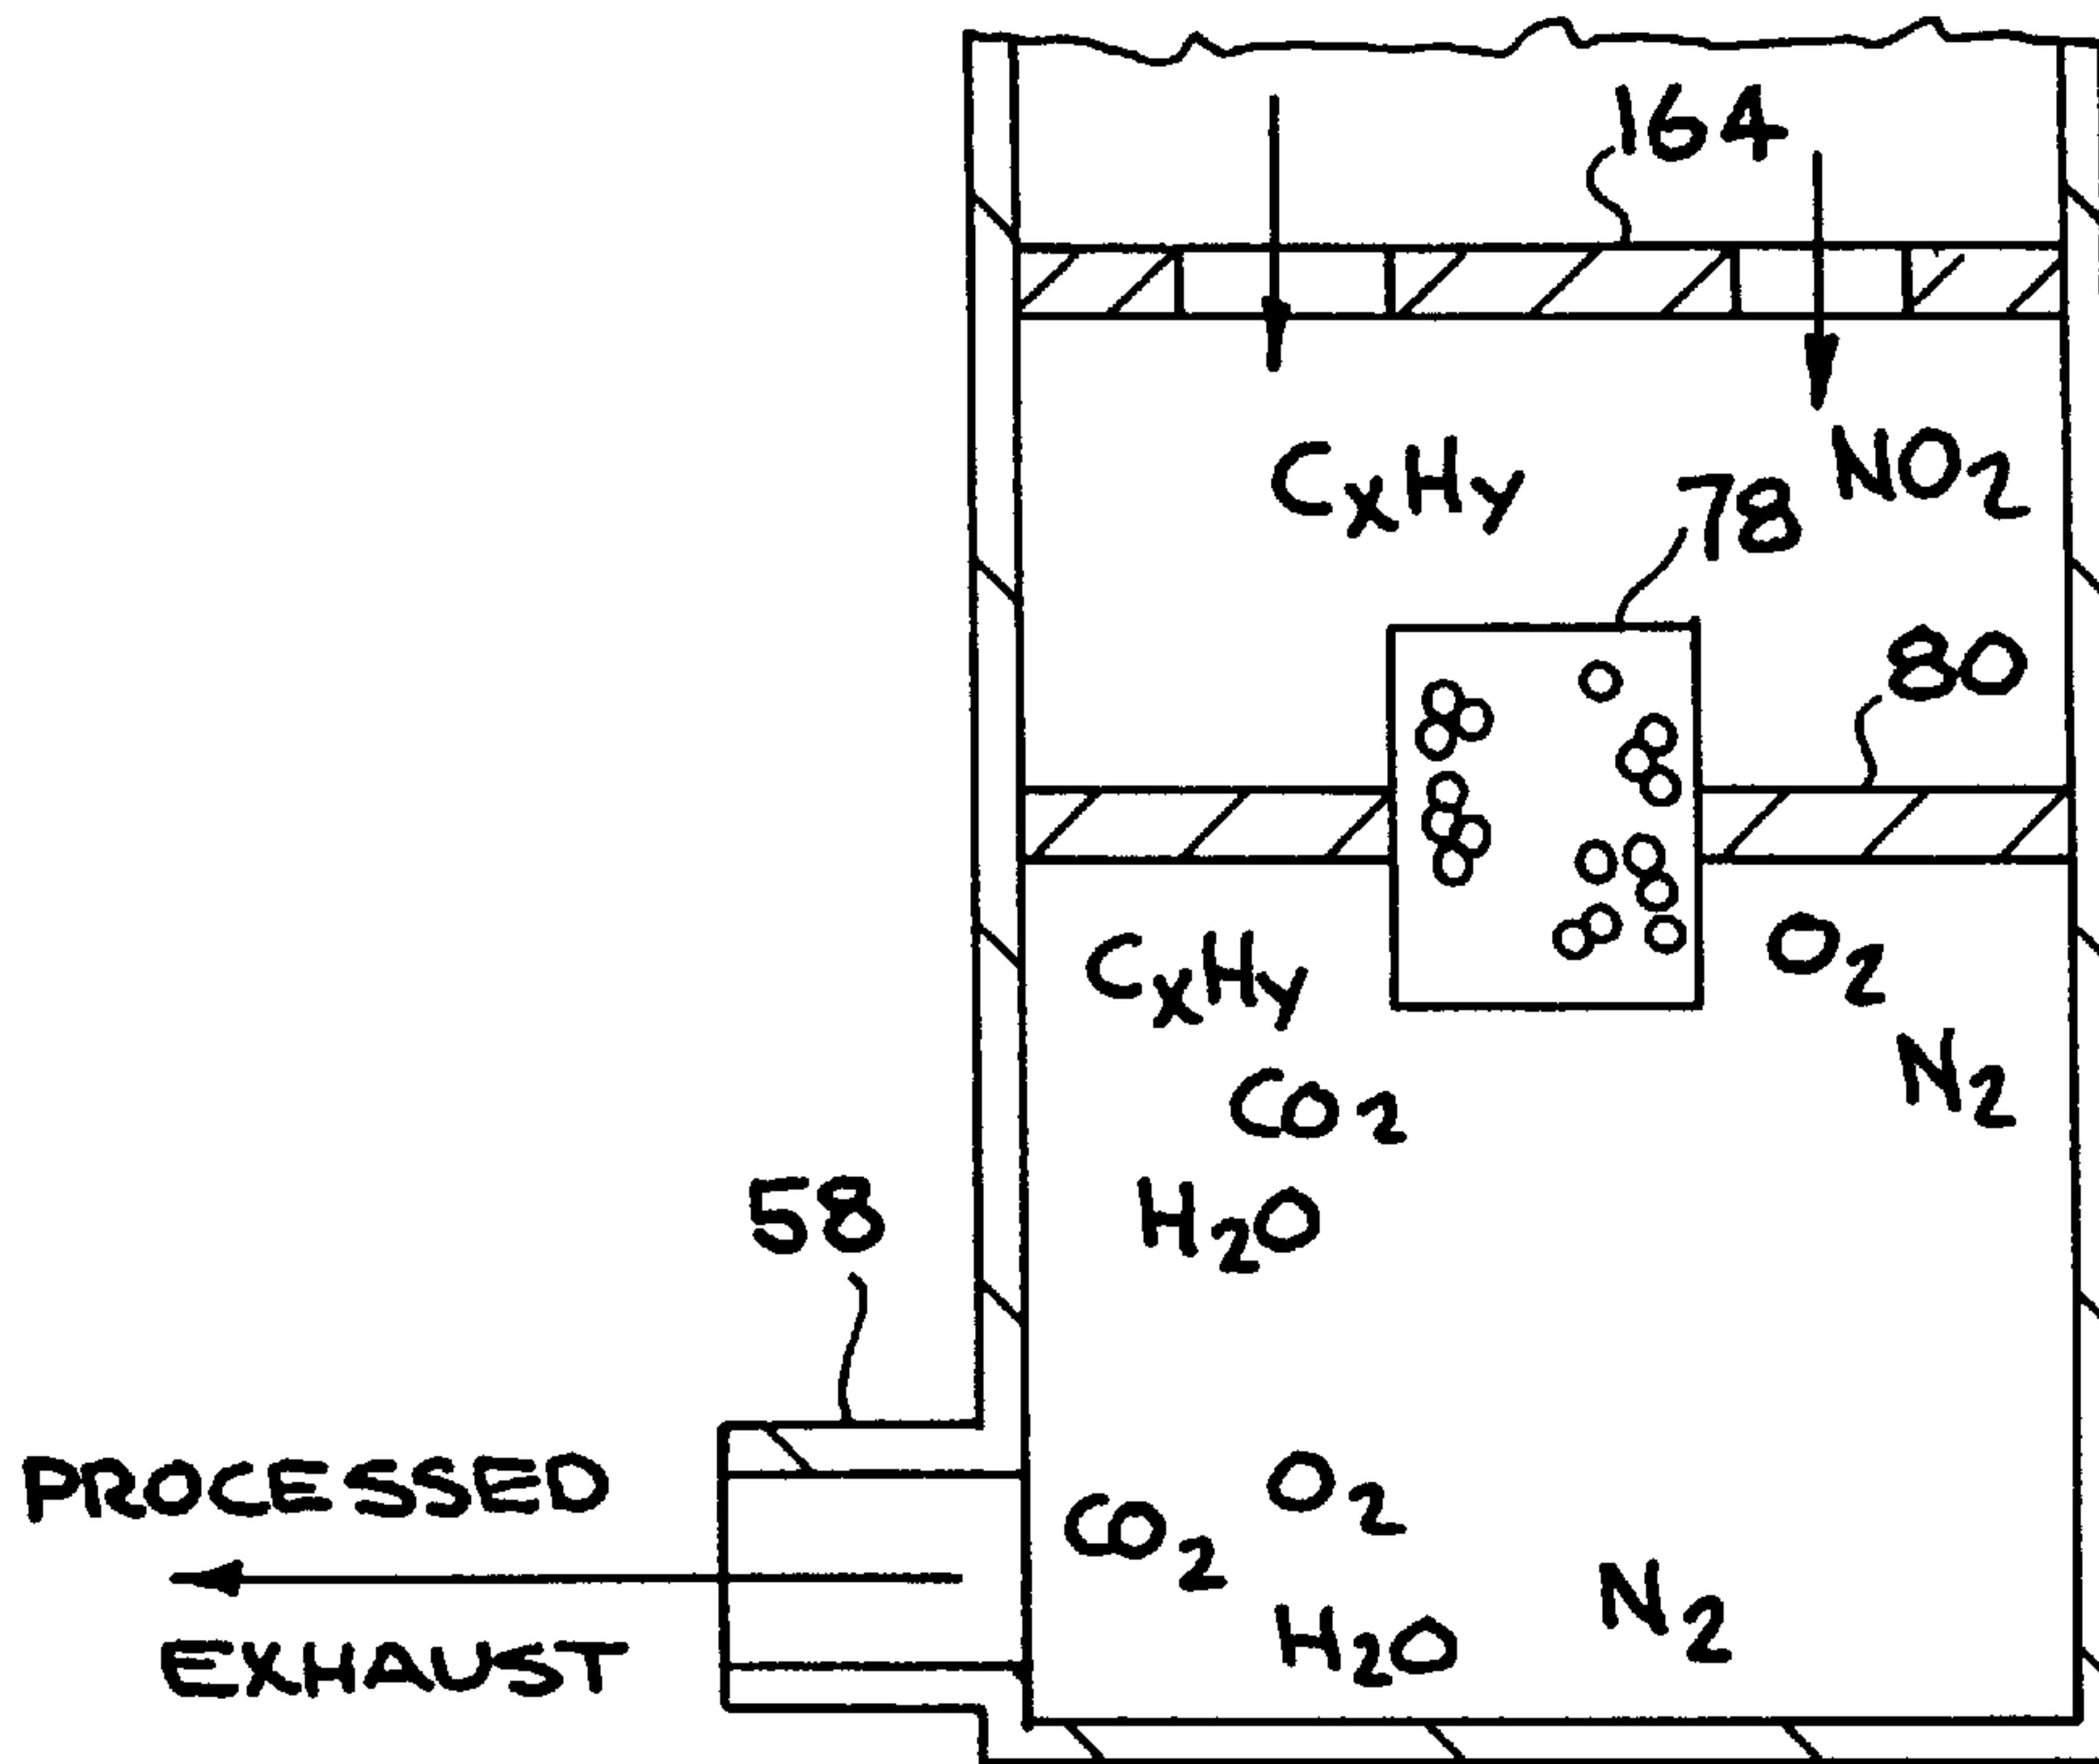 164
CxHy
NO2
78
80
CxHy
O2
N2
CO2
H2O
58
PROCESSED
EXHAUST
CO2
O2
H2O
N2